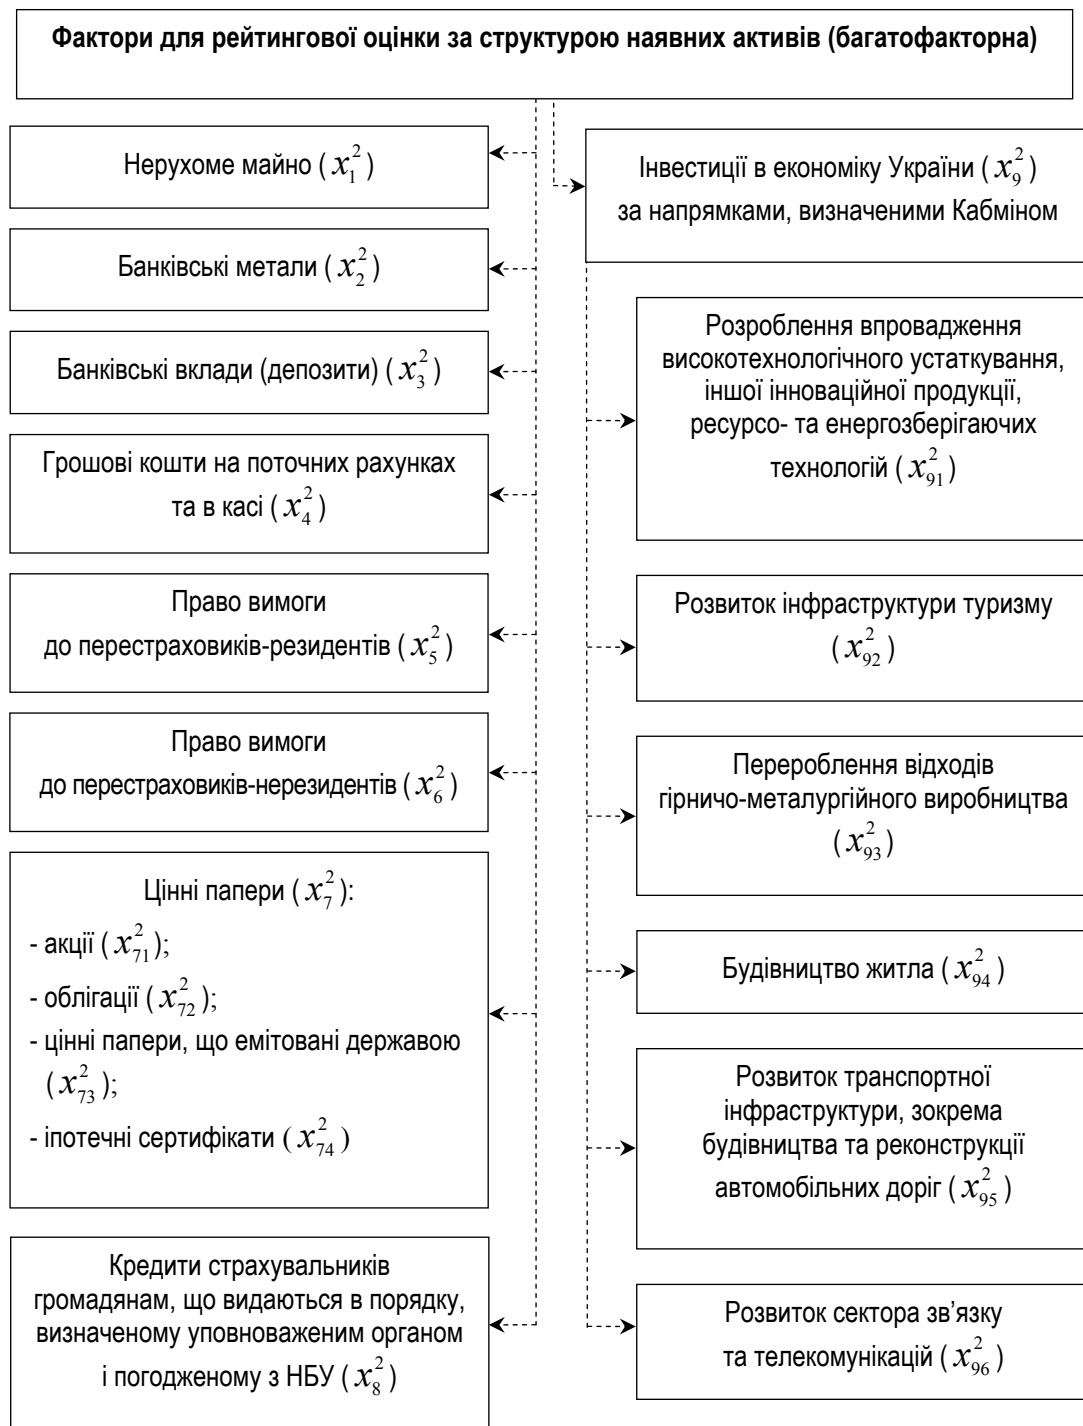 Фактори для рейтингової оцінки за структурою наявних активів (багатофакторна)
Нерухоме майно (x₁²)
Банківські метали (x₂²)
Банківські вклади (депозити) (x₃²)
Грошові кошти на поточних рахунках
та в касі (x₄²)
Право вимоги
до перестраховиків-резидентів (x₅²)
Право вимоги
до перестраховиків-нерезидентів (x₆²)
Цінні папери (x₇²):
- акції (x₇₁²);
- облігації (x₇₂²);
- цінні папери, що емітовані державою
(x₇₃²);
- іпотечні сертифікати (x₇₄²)
Кредити страхувальників
громадянам, що видаються в порядку,
визначеному уповноваженим органом
і погодженому з НБУ (x₈²)
Інвестиції в економіку України (x₉²)
за напрямками, визначеними Кабміном
Розроблення впровадження
високотехнологічного устаткування,
іншої інноваційної продукції,
ресурсо- та енергозберігаючих
технологій (x₉₁²)
Розвиток інфраструктури туризму
(x₉₂²)
Перероблення відходів
гірничо-металургійного виробництва
(x₉₃²)
Будівництво житла (x₉₄²)
Розвиток транспортної
інфраструктури, зокрема
будівництва та реконструкції
автомобільних доріг (x₉₅²)
Розвиток сектора зв’язку
та телекомунікацій (x₉₆²)